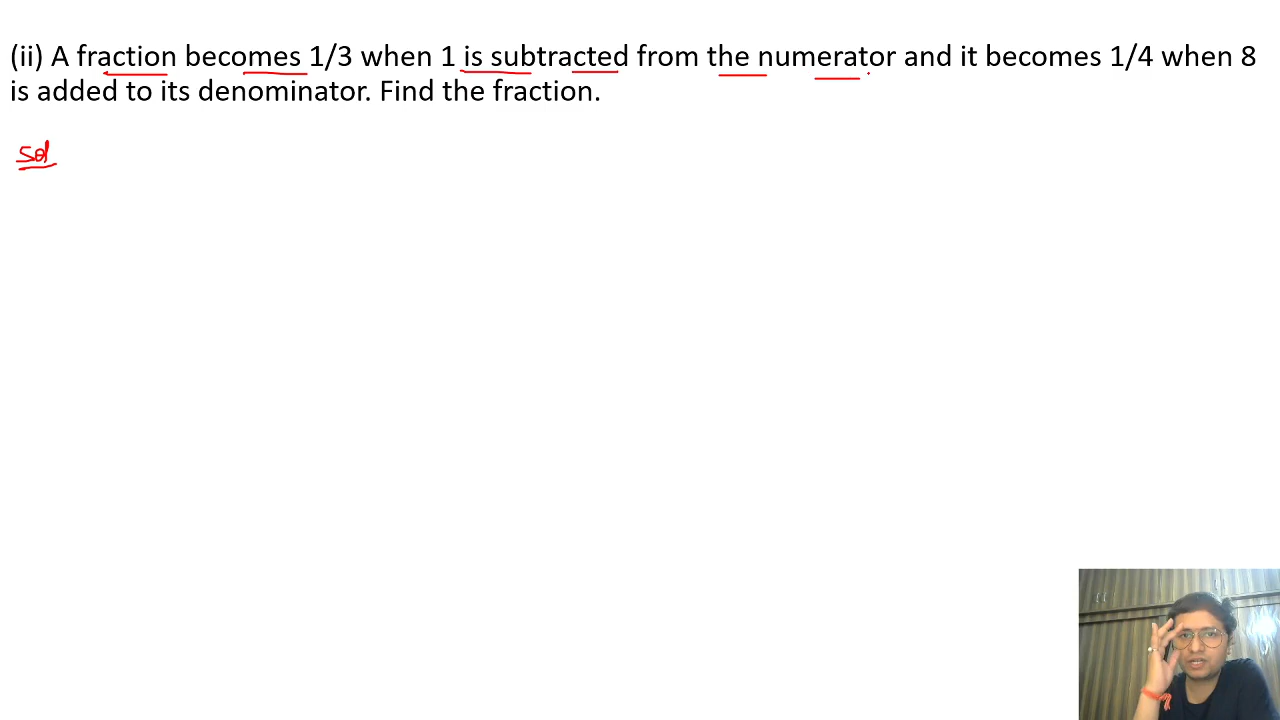 (ii) A fraction becomes 1/3 when 1 is subtracted from the numerator and it becomes 1/4 when 8
is added to its denominator. Find the fraction.
Sol